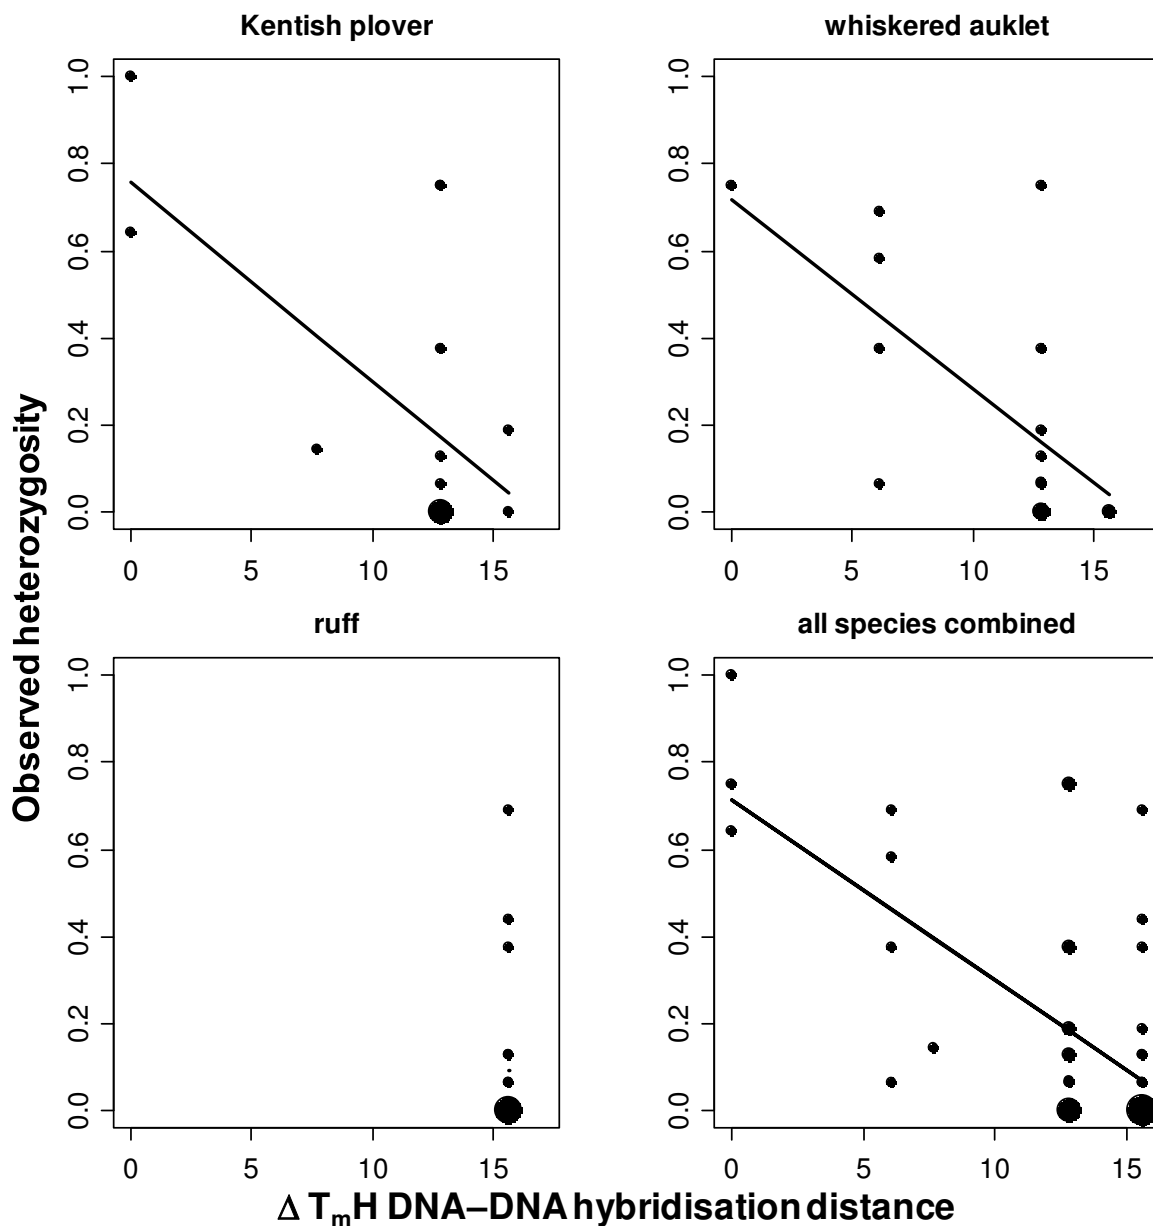 Kentish plover
whiskered auklet
1.0
0.8
0.6
0.4
0.2
0.0
0 5 10 15
1.0
0.8
0.6
0.4
0.2
0.0
0 5 10 15
Observed heterozygosity
ruff
all species combined
1.0
0.8
0.6
0.4
0.2
0.0
0 5 10 15
1.0
0.8
0.6
0.4
0.2
0.0
0 5 10 15
Δ TmH DNA–DNA hybridisation distance